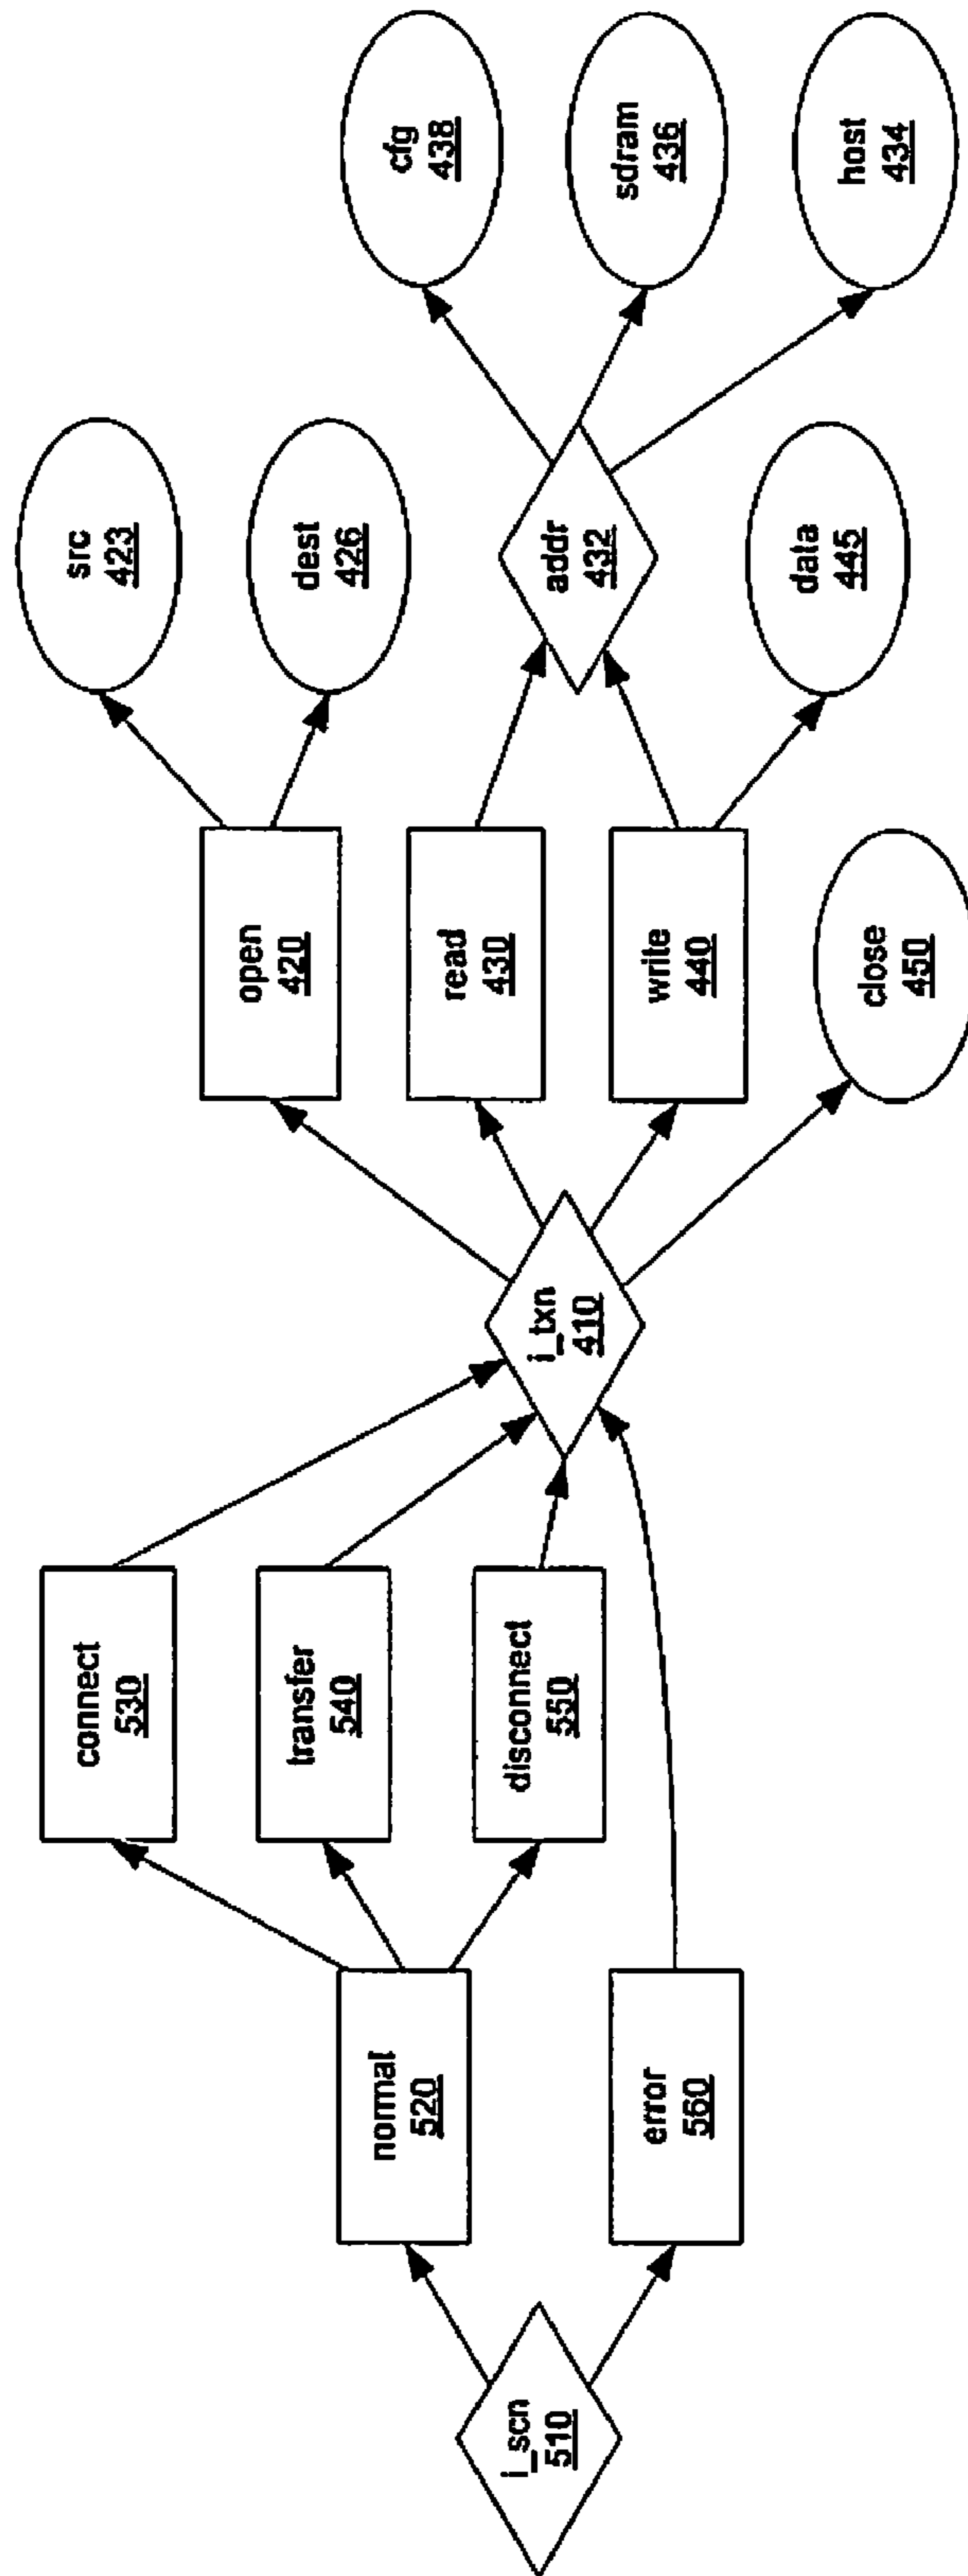 i_scn
510
normal
520
error
560
connect
530
transfer
540
disconnect
550
i_txn
410
open
420
read
430
write
440
close
450
src
423
dest
426
addr
432
data
445
cfg
438
sdram
436
host
434